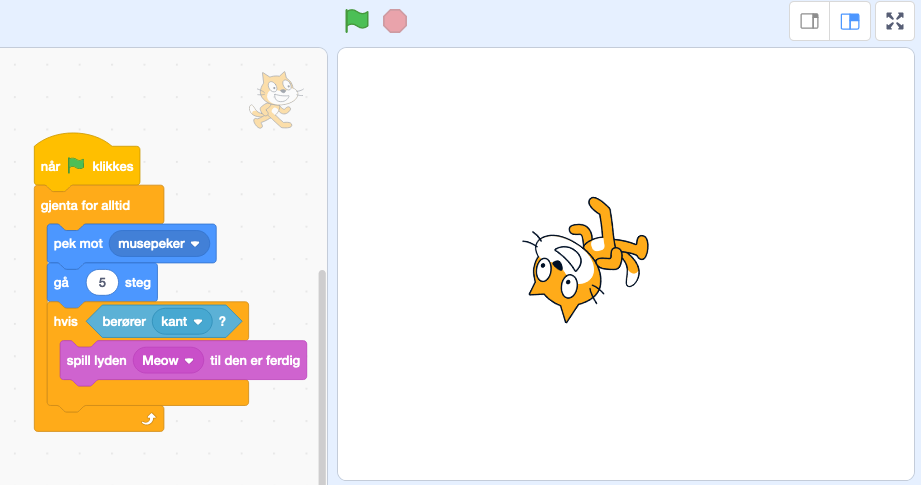 når klikkes
gjenta for alltid
pek mot musepeker
gå 5 steg
hvis berører kant ?
spill lyden Meow til den er ferdig